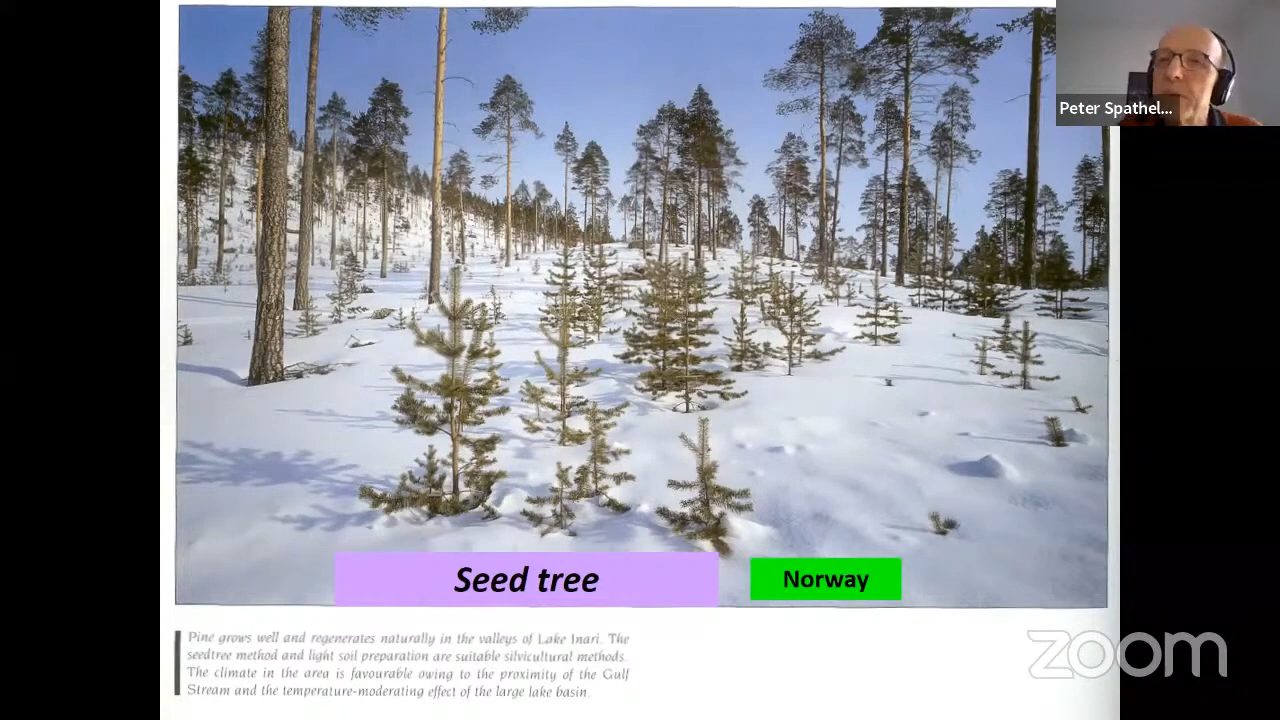 Peter Spathel...
Seed tree
Norway
Pine grows well and regenerates naturally in the valleys of Lake Inari. The
seedtree method and light soil preparation are suitable silvicultural methods.
The climate in the area is favourable owing to the proximity of the Gulf
Stream and the temperature-moderating effect of the large lake basin.
zoom